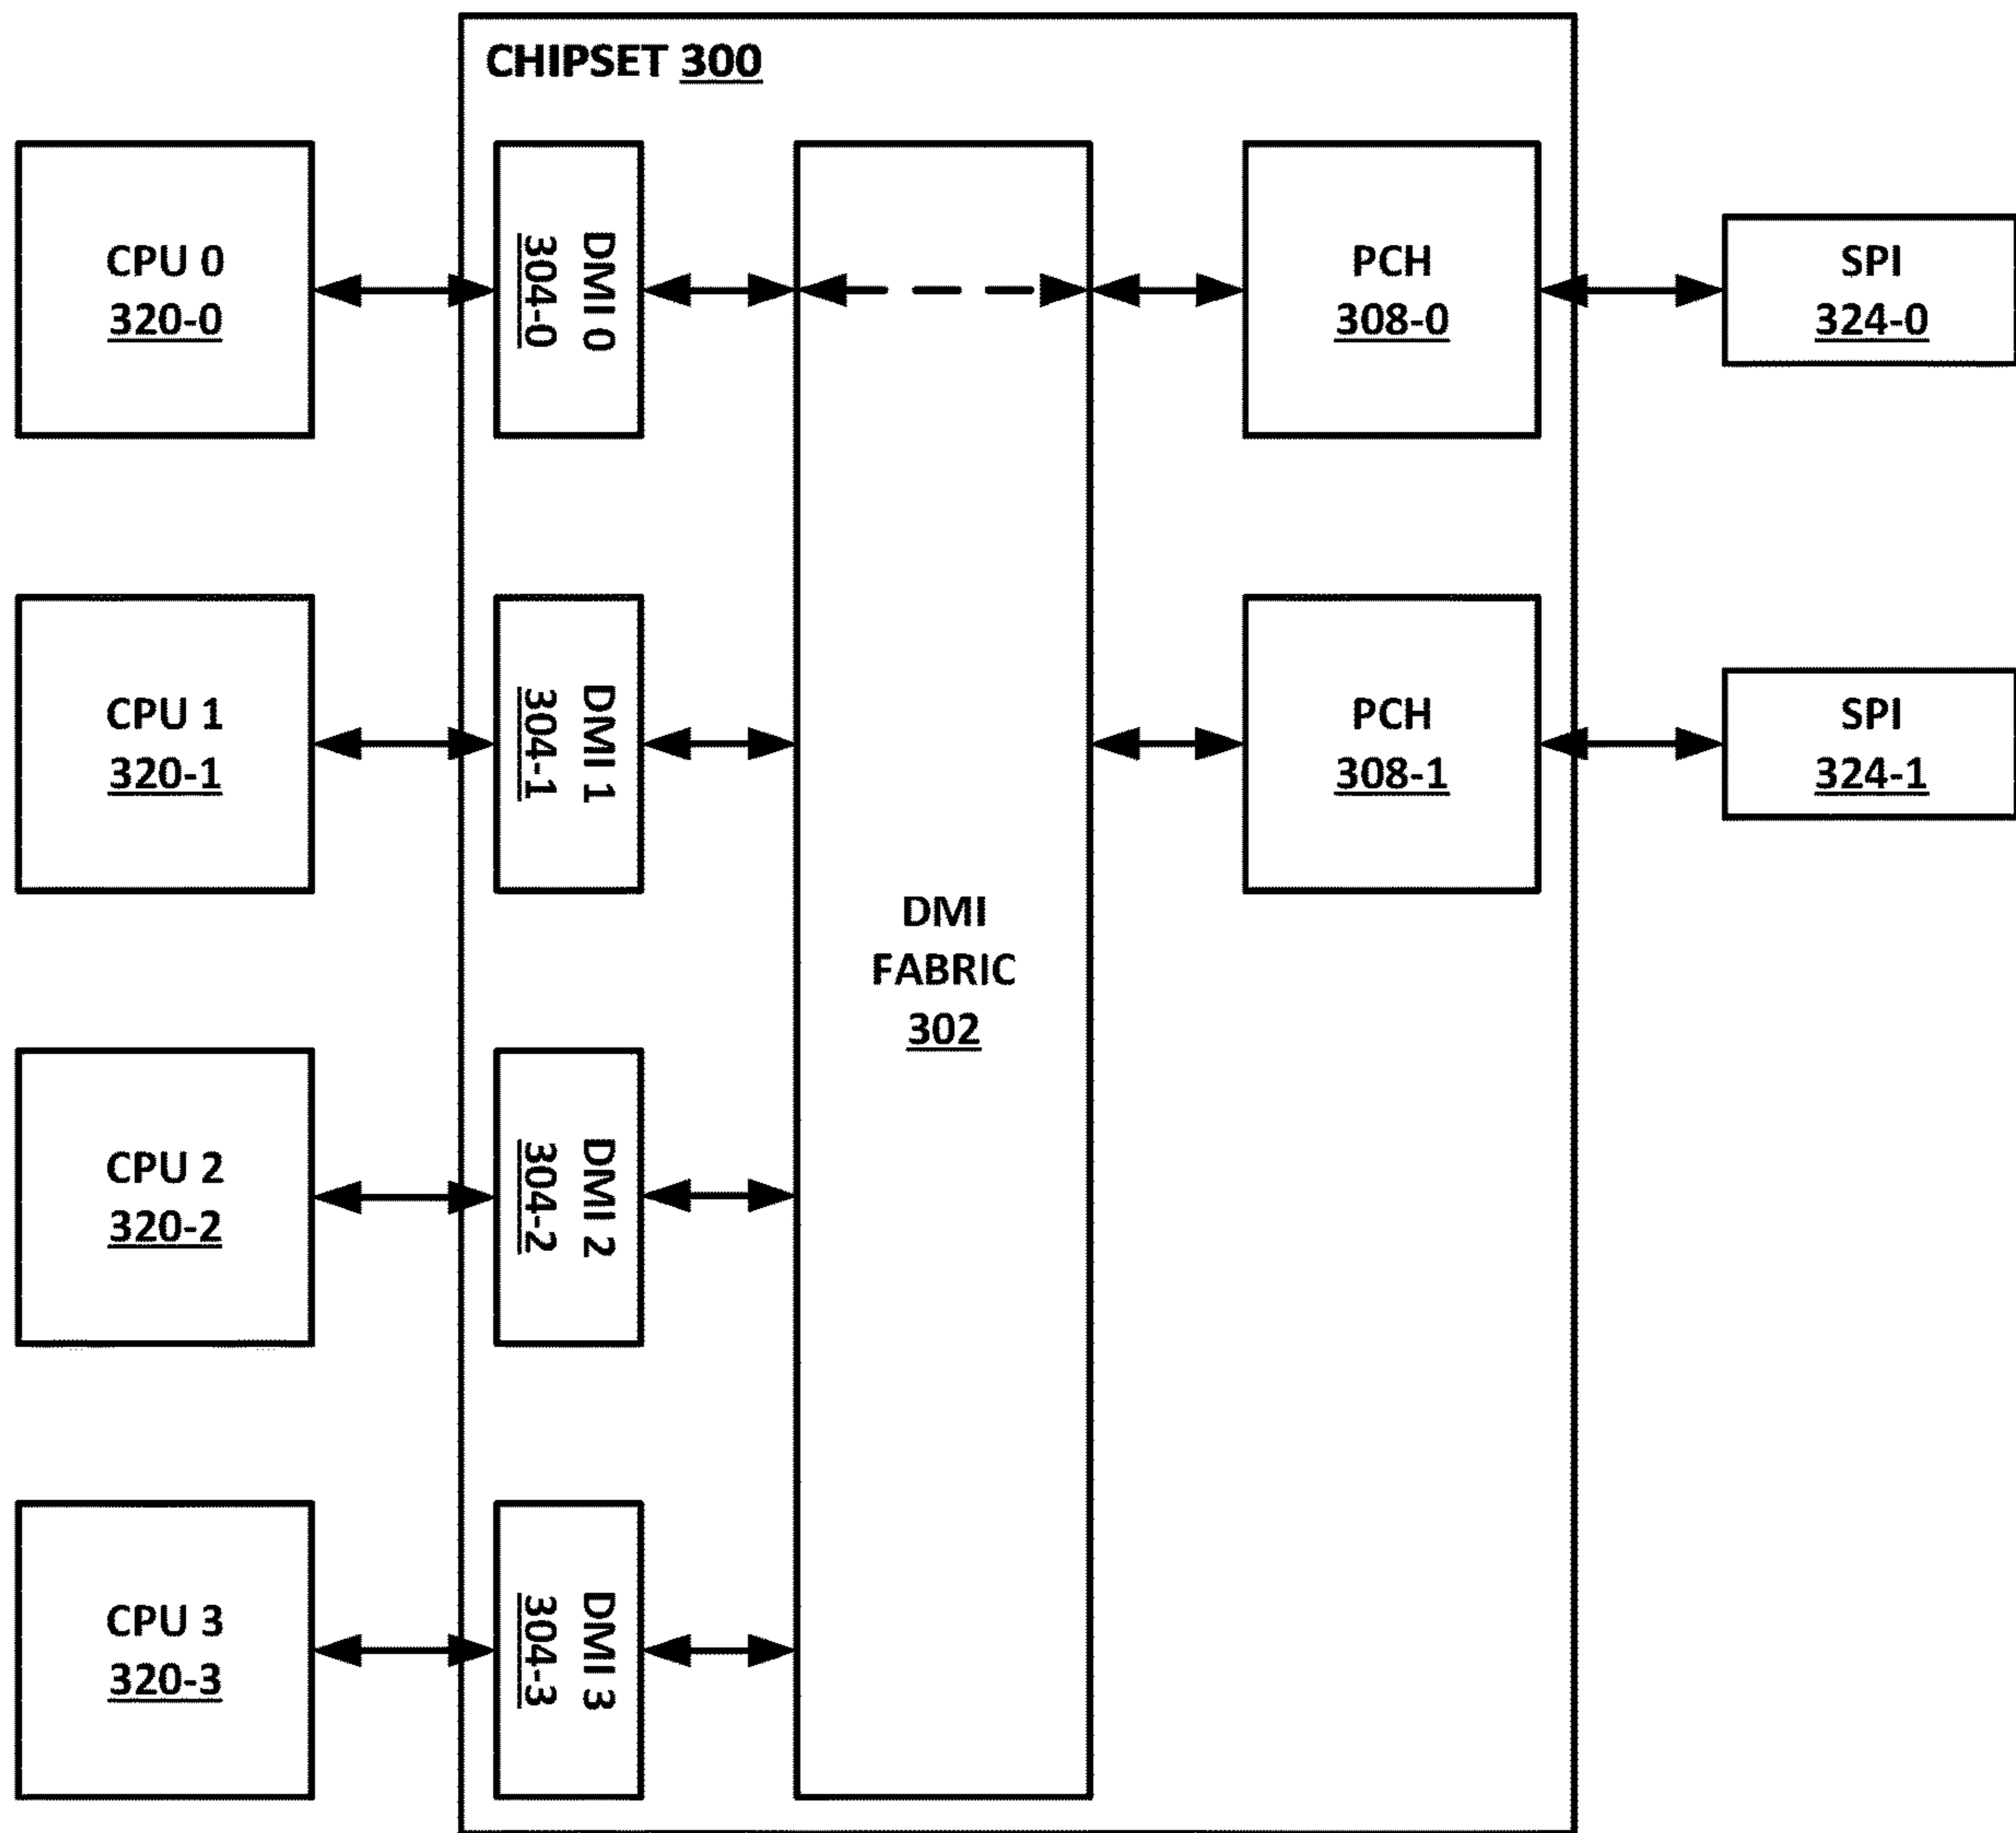 CHIPSET 300
CPU 0
320-0
DMI 0
304-0
PCH
308-0
SPI
324-0
CPU 1
320-1
DMI 1
304-1
PCH
308-1
SPI
324-1
DMI
FABRIC
302
CPU 2
320-2
DMI 2
304-2
CPU 3
320-3
DMI 3
304-3